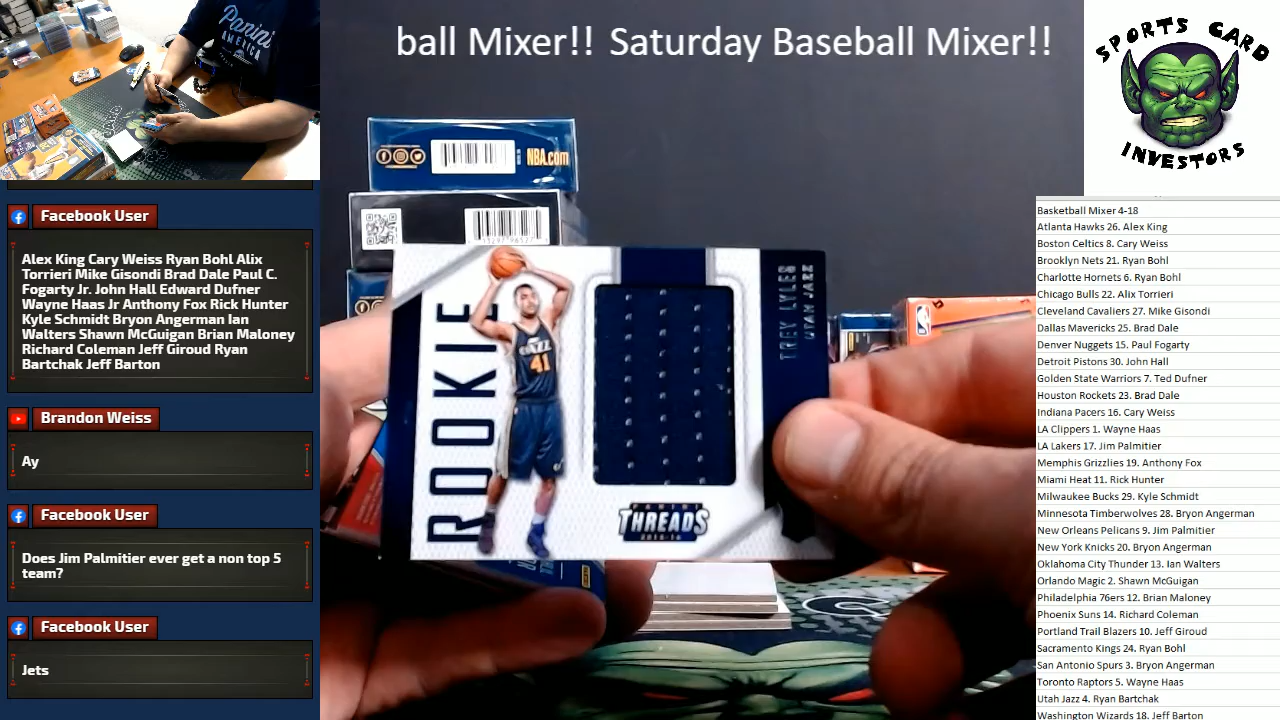 ball Mixer!! Saturday Baseball Mixer!!
Panini
AMERICA
SPORTS CARD
INVESTORS
Facebook User
Alex King Cary Weiss Ryan Bohl Alix
Torrieri Mike Gisondi Brad Dale Paul C.
Fogarty Jr. John Hall Edward Dufner
Wayne Haas Jr Anthony Fox Rick Hunter
Kyle Schmidt Bryon Angerman Ian
Walters Shawn McGuigan Brian Maloney
Richard Coleman Jeff Giroud Ryan
Bartchak Jeff Barton
Brandon Weiss
Ay
Facebook User
Does Jim Palmitier ever get a non top 5
team?
Facebook User
Jets
NBA.com
ROOKIE
JAZZ
41
TREY LYLES
UTAH JAZZ
PANINI
THREADS
2015-16
Basketball Mixer 4-18
Atlanta Hawks 26. Alex King
Boston Celtics 8. Cary Weiss
Brooklyn Nets 21. Ryan Bohl
Charlotte Hornets 6. Ryan Bohl
Chicago Bulls 22. Alix Torrieri
Cleveland Cavaliers 27. Mike Gisondi
Dallas Mavericks 25. Brad Dale
Denver Nuggets 15. Paul Fogarty
Detroit Pistons 30. John Hall
Golden State Warriors 7. Ted Dufner
Houston Rockets 23. Brad Dale
Indiana Pacers 16. Cary Weiss
LA Clippers 1. Wayne Haas
LA Lakers 17. Jim Palmitier
Memphis Grizzlies 19. Anthony Fox
Miami Heat 11. Rick Hunter
Milwaukee Bucks 29. Kyle Schmidt
Minnesota Timberwolves 28. Bryon Angerman
New Orleans Pelicans 9. Jim Palmitier
New York Knicks 20. Bryon Angerman
Oklahoma City Thunder 13. Ian Walters
Orlando Magic 2. Shawn McGuigan
Philadelphia 76ers 12. Brian Maloney
Phoenix Suns 14. Richard Coleman
Portland Trail Blazers 10. Jeff Giroud
Sacramento Kings 24. Ryan Bohl
San Antonio Spurs 3. Bryon Angerman
Toronto Raptors 5. Wayne Haas
Utah Jazz 4. Ryan Bartchak
Washington Wizards 18. Jeff Barton